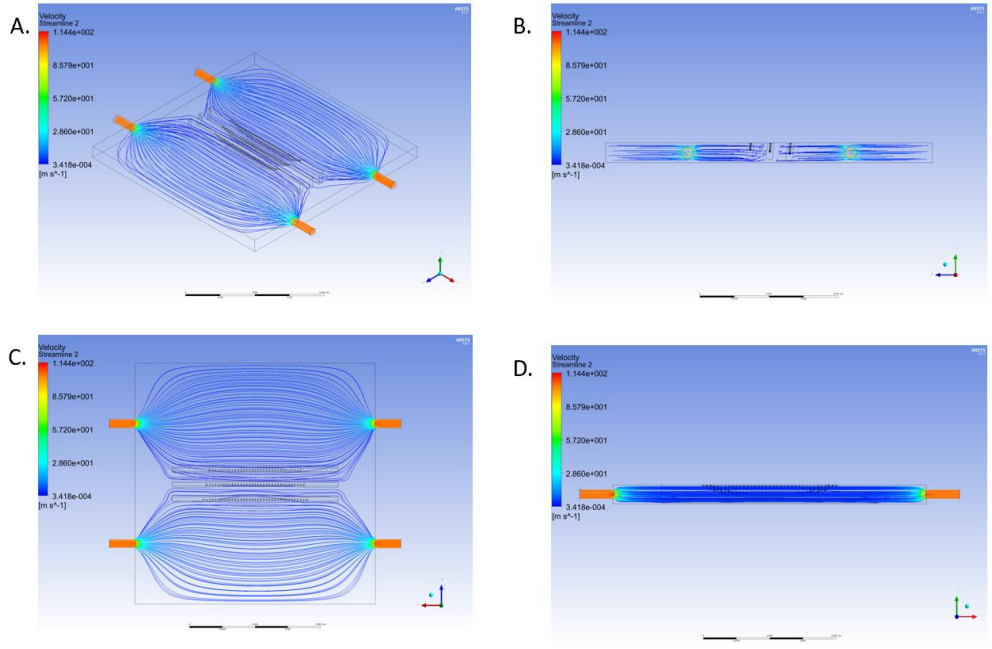 A.
Velocity
Streamline 2
1.144e+002
8.579e+001
5.720e+001
2.860e+001
3.418e-004
[m s^-1]
ANSYS
B.
Velocity
Streamline 2
1.144e+002
8.579e+001
5.720e+001
2.860e+001
3.418e-004
[m s^-1]
ANSYS
C.
Velocity
Streamline 2
1.144e+002
8.579e+001
5.720e+001
2.860e+001
3.418e-004
[m s^-1]
ANSYS
D.
Velocity
Streamline 2
1.144e+002
8.579e+001
5.720e+001
2.860e+001
3.418e-004
[m s^-1]
ANSYS